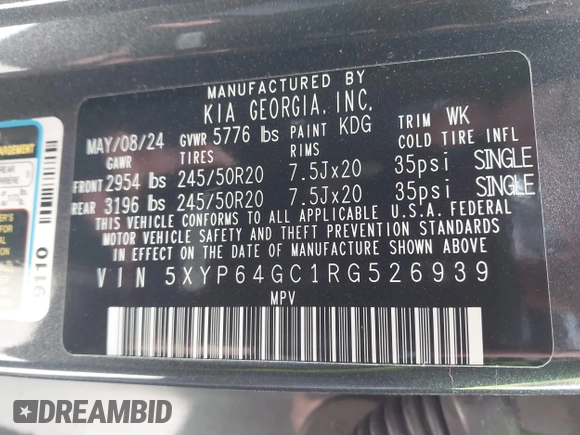 MANUFACTURED BY
KIA GEORGIA, INC.
MAY/08/24 GVWR 5776 lbs PAINT KDG TRIM WK
GAWR TIRES RIMS COLD TIRE INFL
FRONT 2954 lbs 245/50R20 7.5Jx20 35psi SINGLE
REAR 3196 lbs 245/50R20 7.5Jx20 35psi SINGLE
THIS VEHICLE CONFORMS TO ALL APPLICABLE U.S.A. FEDERAL
MOTOR VEHICLE SAFETY, BUMPER, AND THEFT PREVENTION
STANDARDS IN EFFECT ON THE DATE OF MANUFACTURE SHOWN ABOVE.
VIN 5XYP64GC1RG526939
MPV
DREAMBID